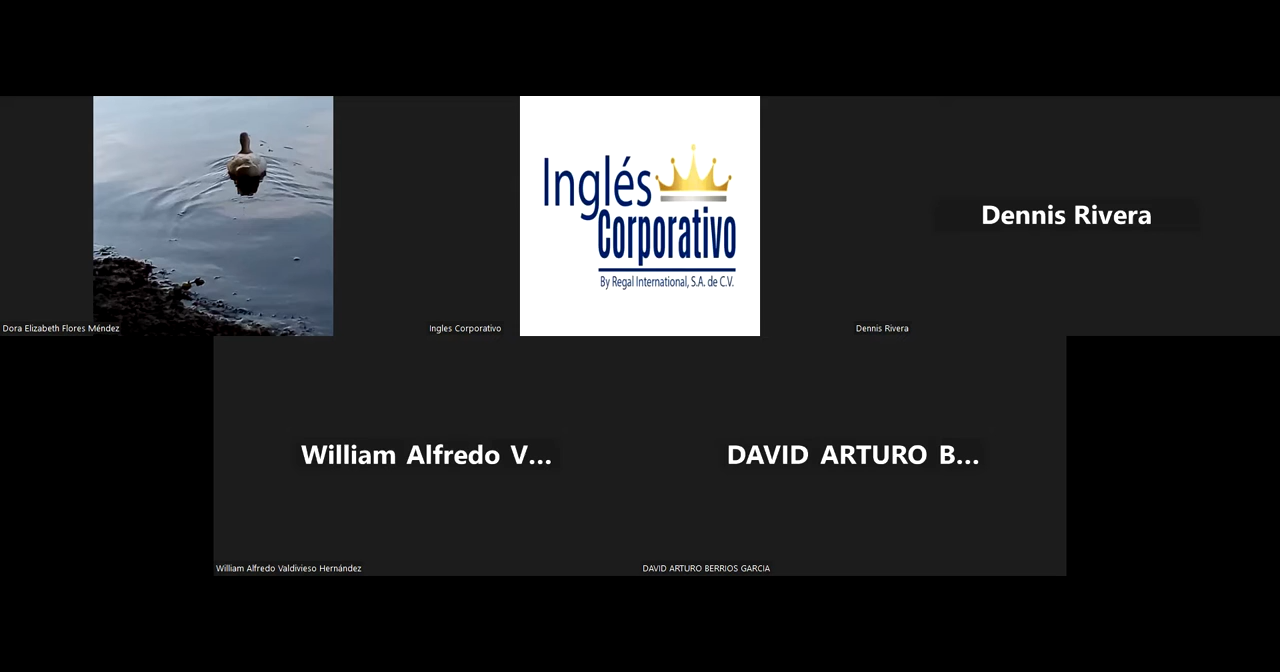 Inglés
Corporativo
By Regal International, S.A. de C.V.
Dennis Rivera
Dora Elizabeth Flores Méndez
Ingles Corporativo
Dennis Rivera
William Alfredo V...
DAVID ARTURO B...
William Alfredo Valdivieso Hernández
DAVID ARTURO BERRIOS GARCIA